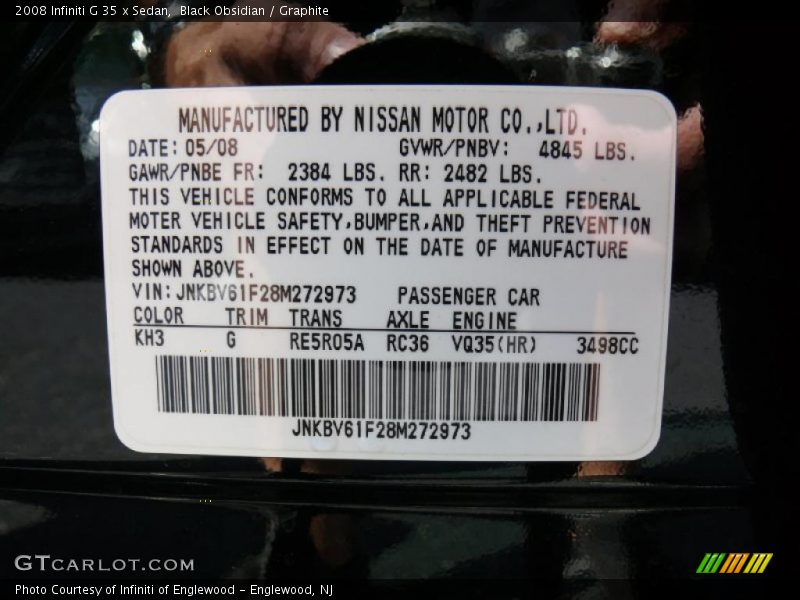 2008 Infiniti G 35 x Sedan, Black Obsidian / Graphite
MANUFACTURED BY NISSAN MOTOR CO.,LTD.
DATE: 05/08 GVWR/PNBV: 4845 LBS.
GAWR/PNBE FR: 2384 LBS. RR: 2482 LBS.
THIS VEHICLE CONFORMS TO ALL APPLICABLE FEDERAL
MOTER VEHICLE SAFETY,BUMPER,AND THEFT PREVENTION
STANDARDS IN EFFECT ON THE DATE OF MANUFACTURE
SHOWN ABOVE.
VIN: JNKBV61F28M272973 PASSENGER CAR
COLOR TRIM TRANS AXLE ENGINE
KH3 G RE5R05A RC36 VQ35(HR) 3498CC
JNKBV61F28M272973
GTCARLOT.COM
Photo Courtesy of Infiniti of Englewood - Englewood, NJ